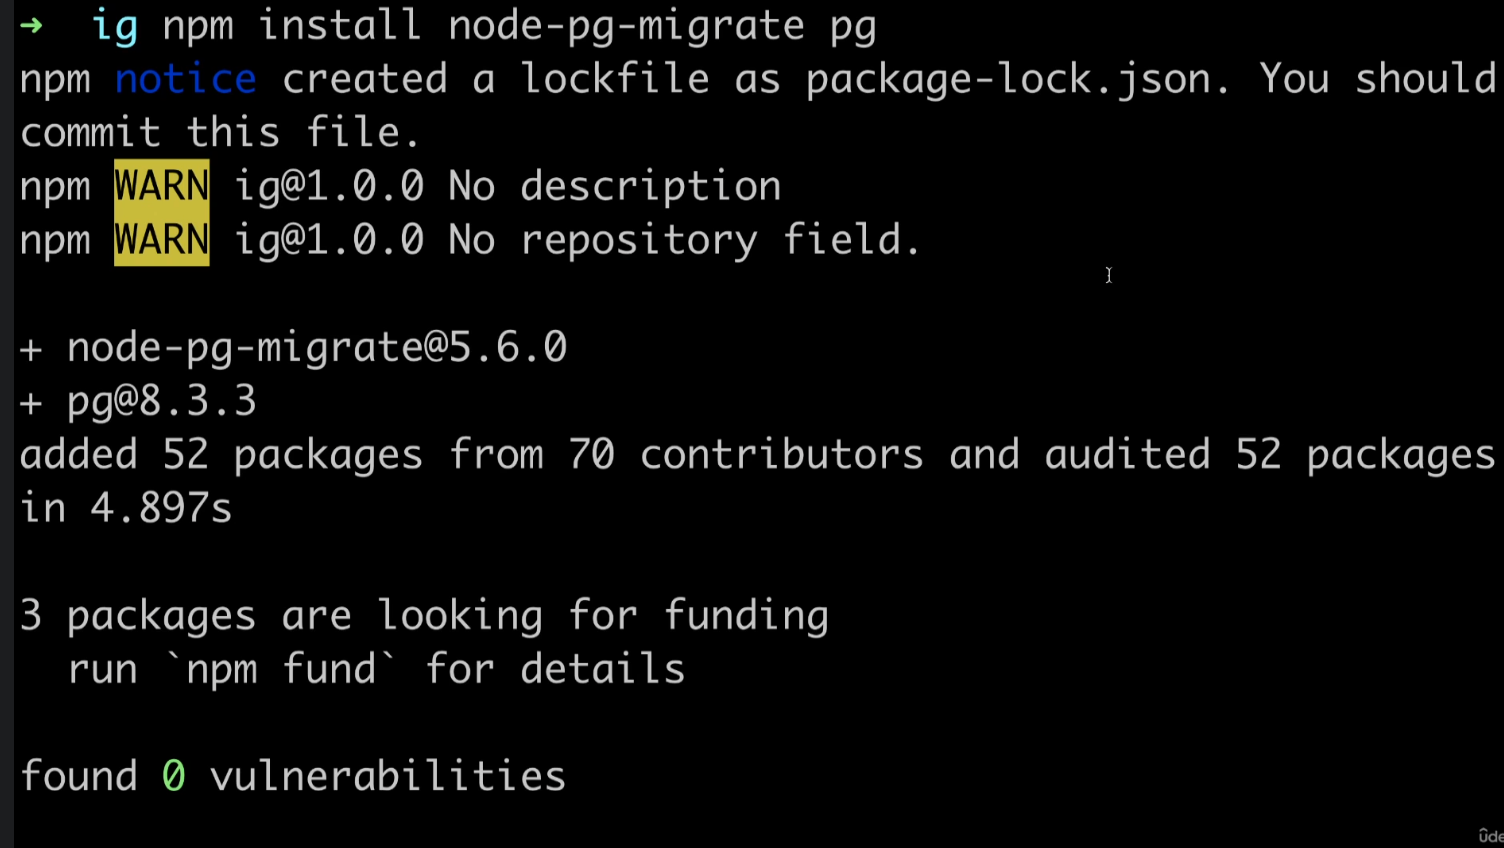 → ig npm install node-pg-migrate pg
npm notice created a lockfile as package-lock.json. You should
commit this file.
npm WARN ig@1.0.0 No description
npm WARN ig@1.0.0 No repository field.
+ node-pg-migrate@5.6.0
+ pg@8.3.3
added 52 packages from 70 contributors and audited 52 packages
in 4.897s
3 packages are looking for funding
  run `npm fund` for details
found 0 vulnerabilities